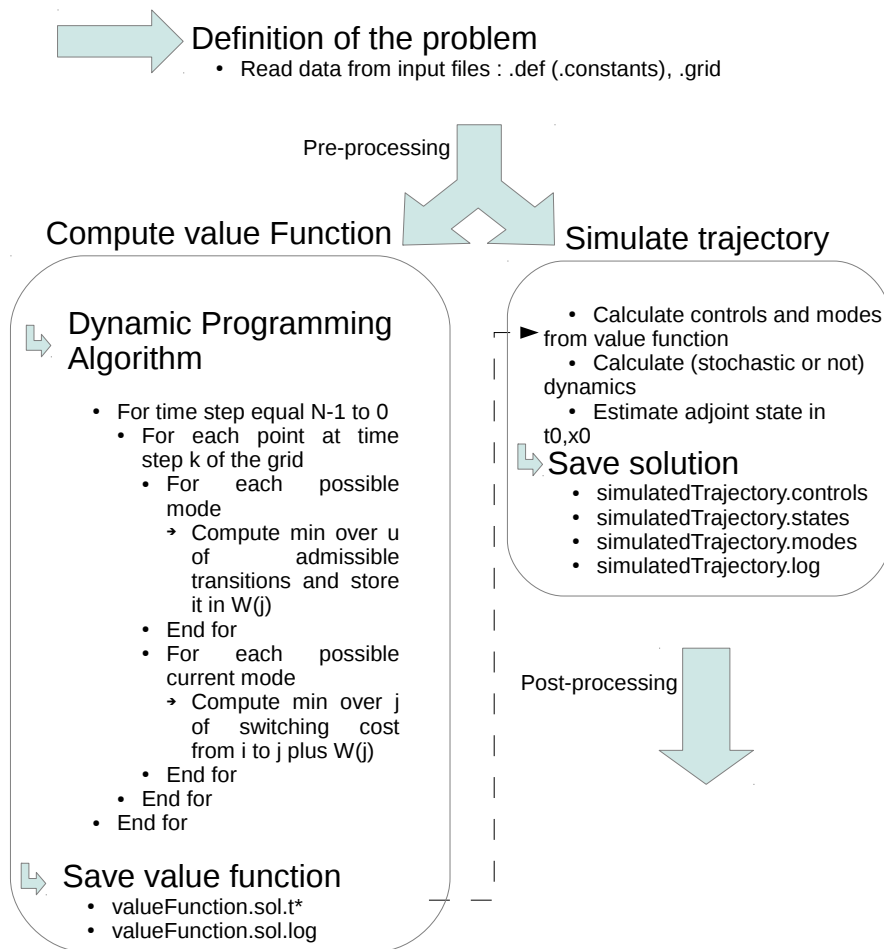 Definition of the problem
• Read data from input files : .def (.constants), .grid
Pre-processing
Compute value Function
Dynamic Programming
Algorithm
• For time step equal N-1 to 0
• For each point at time
step k of the grid
• For each possible
mode
➔ Compute min over u
of admissible
transitions and store
it in W(j)
• End for
• For each possible
current mode
➔ Compute min over j
of switching cost
from i to j plus W(j)
• End for
• End for
• End for
Save value function
• valueFunction.sol.t*
• valueFunction.sol.log
Simulate trajectory
• Calculate controls and modes
from value function
• Calculate (stochastic or not)
dynamics
• Estimate adjoint state in
t0,x0
Save solution
• simulatedTrajectory.controls
• simulatedTrajectory.states
• simulatedTrajectory.modes
• simulatedTrajectory.log
Post-processing